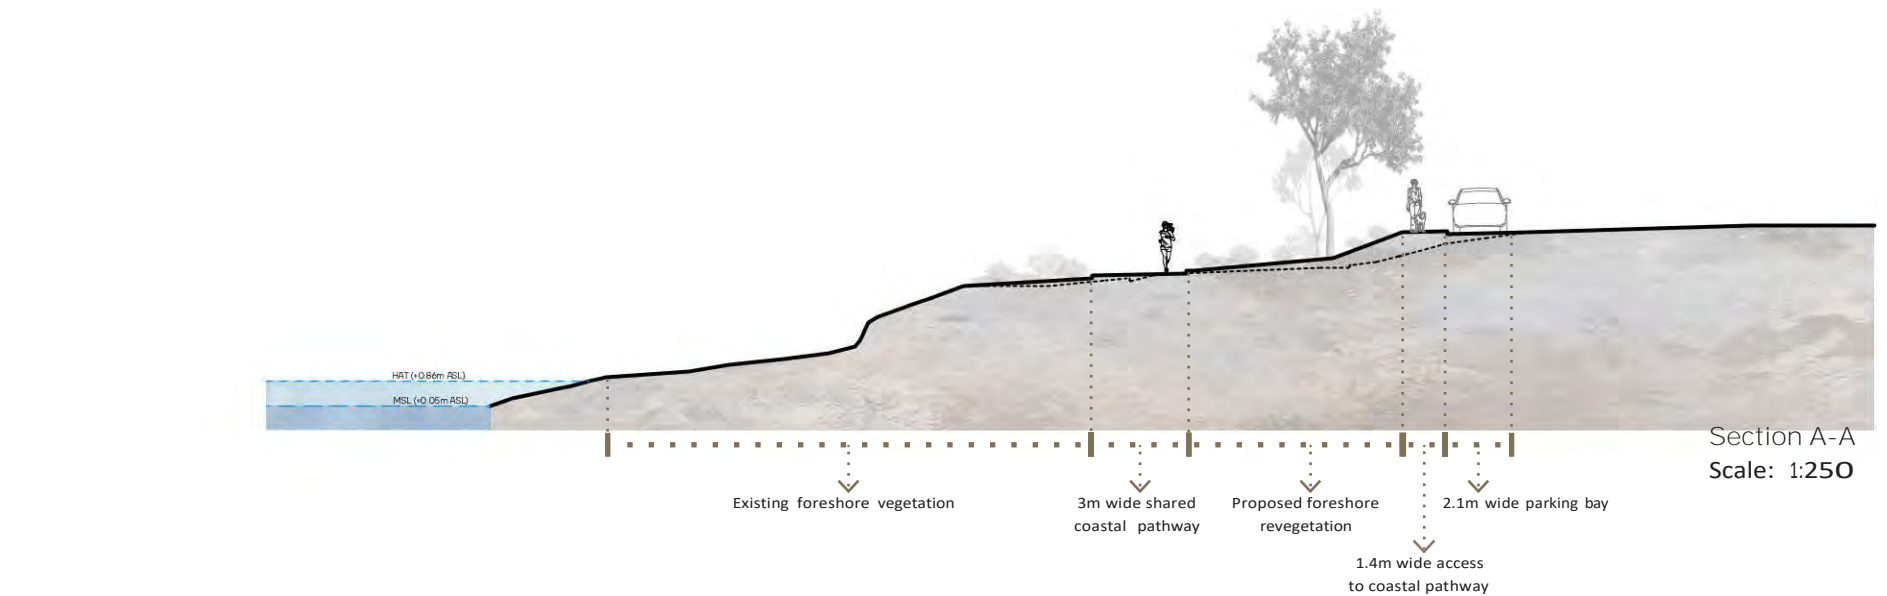 HAT (+0.86m ASL)
MSL (+0.05m ASL)
Section A-A
Scale: 1:250
Existing foreshore vegetation
3m wide shared
coastal pathway
Proposed foreshore
revegetation
2.1m wide parking bay
1.4m wide access
to coastal pathway